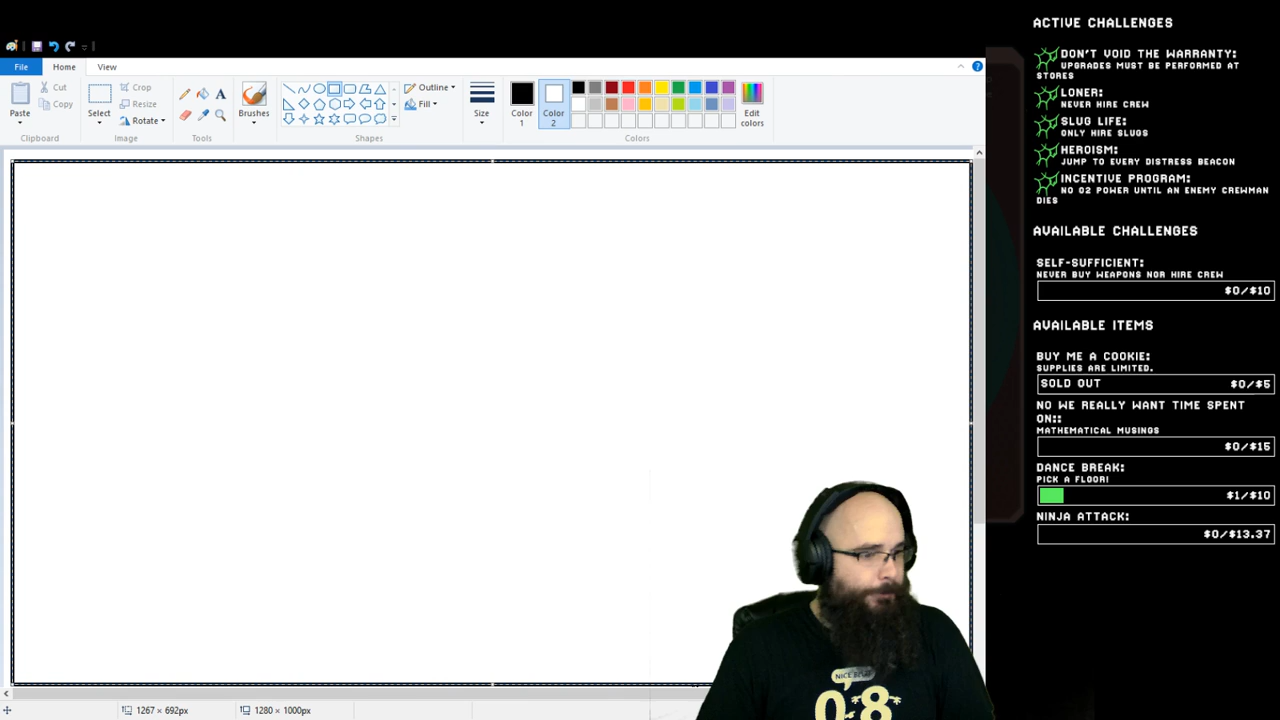 File
Home
View
Paste
Cut
Copy
Clipboard
Select
Crop
Resize
Rotate
Image
Tools
Brushes
Outline
Fill
Shapes
Size
Color
1
Color
2
Edit
colors
Colors
1267 × 692px
1280 × 1000px
NICE
0.8
ACTIVE CHALLENGES
DON'T VOID THE WARRANTY:
UPGRADES MUST BE PERFORMED AT
STORES
LONER:
NEVER HIRE CREW
SLUG LIFE:
ONLY HIRE SLUGS
HEROISM:
JUMP TO EVERY DISTRESS BEACON
INCENTIVE PROGRAM:
NO O2 POWER UNTIL AN ENEMY CREWMAN
DIES
AVAILABLE CHALLENGES
SELF-SUFFICIENT:
NEVER BUY WEAPONS NOR HIRE CREW
$0/$10
AVAILABLE ITEMS
BUY ME A COOKIE:
SUPPLIES ARE LIMITED.
SOLD OUT $0/$5
NO WE REALLY WANT TIME SPENT
ON::
MATHEMATICAL MUSINGS
$0/$15
DANCE BREAK:
PICK A FLOOR!
$1/$10
NINJA ATTACK:
$0/$13.37